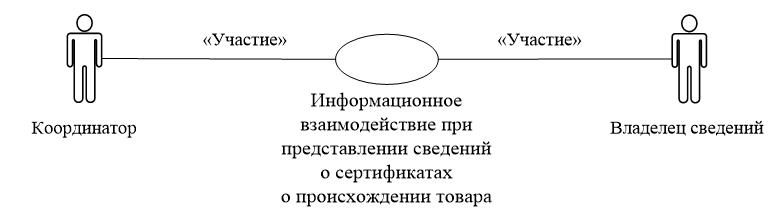 «Участие»
«Участие»
Координатор
Информационное
взаимодействие при
представлении сведений
о сертификатах
о происхождении товара
Владелец сведений